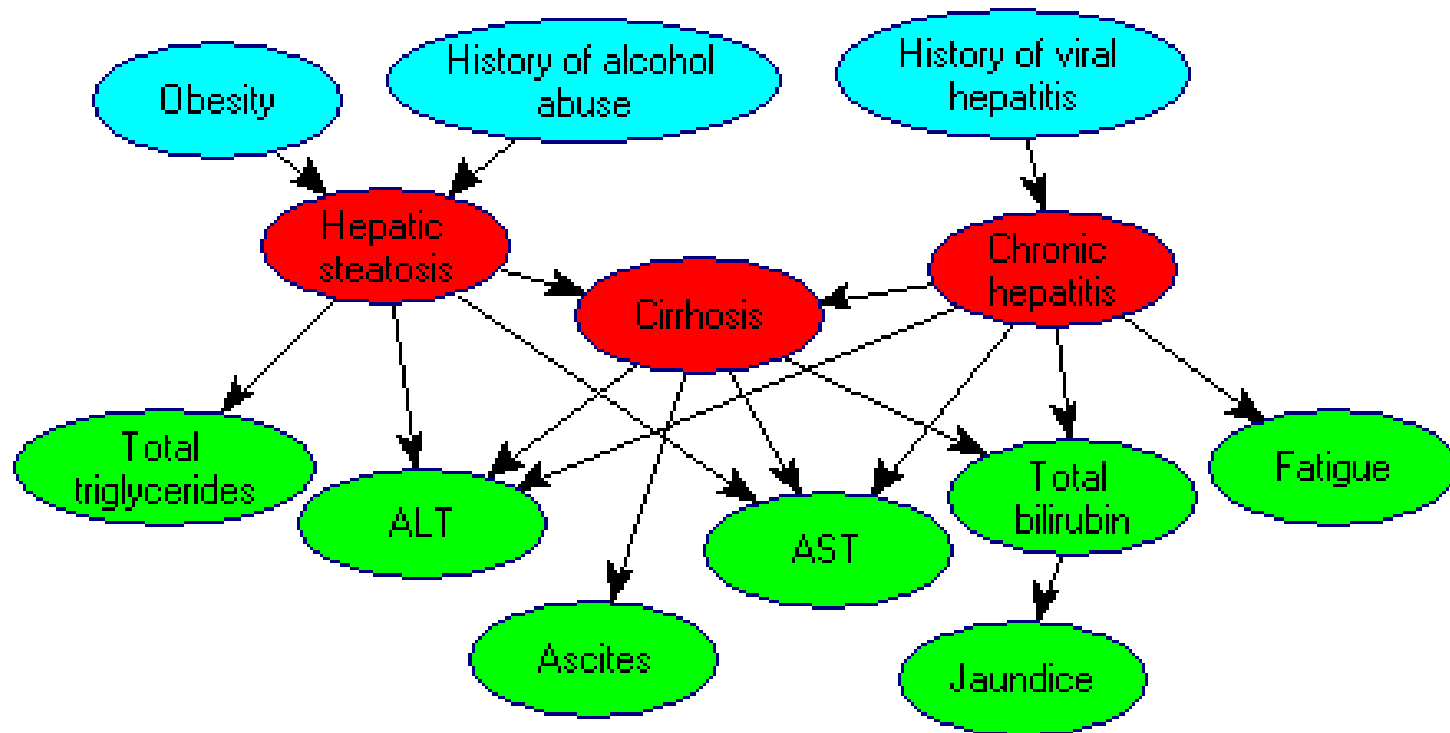 Obesity
History of alcohol
abuse
History of viral
hepatitis
Hepatic
steatosis
Cirrhosis
Chronic
hepatitis
Total
triglycerides
ALT
Ascites
AST
Total
bilirubin
Jaundice
Fatigue